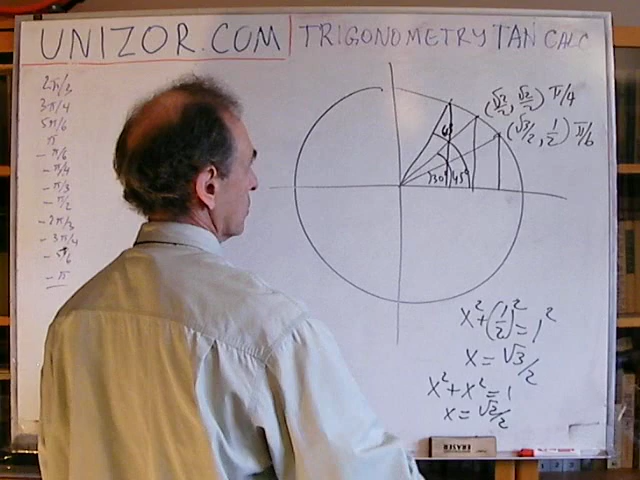 UNIZOR.COM | TRIGONOMETRY TAN CALC
2π/3
3π/4
5π/6
π
- π/6
- π/4
- π/3
- π/2
- 2π/3
- 3π/4
- 5π/6
- π
(√2/2, √2/2) π/4
(√3/2, 1/2) π/6
30° 45°
x² + (1/2)² = 1²
x = √3/2
x² + x² = 1
x = √2/2
ERASER